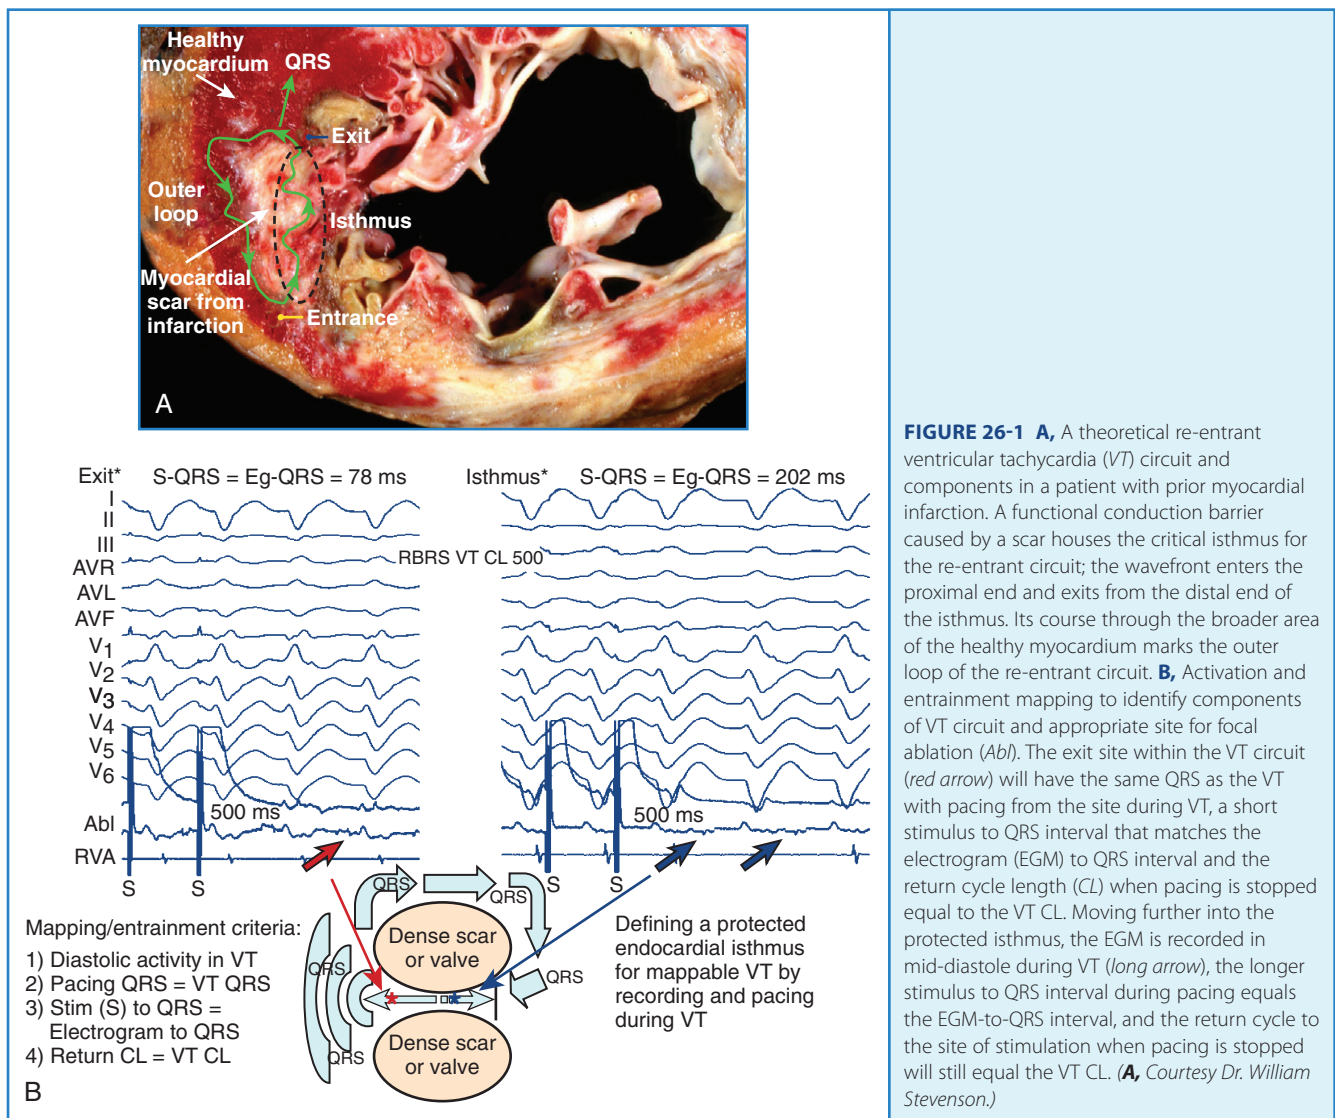 Healthy
myocardium
QRS
Exit
Outer
loop
Isthmus
Myocardial
scar from
infarction
Entrance
A
Exit*
S-QRS = Eg-QRS = 78 ms
I
II
III
AVR
AVL
AVF
V1
V2
V3
V4
V5
V6
Abl
RVA
RBRS VT CL 500
500 ms
S
S
Isthmus*
S-QRS = Eg-QRS = 202 ms
500 ms
S
S
Mapping/entrainment criteria:
1) Diastolic activity in VT
2) Pacing QRS = VT QRS
3) Stim (S) to QRS =
Electrogram to QRS
4) Return CL = VT CL
QRS
QRS
QRS
QRS
QRS
Dense scar
or valve
Dense scar
or valve
Defining a protected
endocardial isthmus
for mappable VT by
recording and pacing
during VT
B
FIGURE 26-1 A, A theoretical re-entrant
ventricular tachycardia (VT) circuit and
components in a patient with prior myocardial
infarction. A functional conduction barrier
caused by a scar houses the critical isthmus for
the re-entrant circuit; the wavefront enters the
proximal end and exits from the distal end of
the isthmus. Its course through the broader area
of the healthy myocardium marks the outer
loop of the re-entrant circuit. B, Activation and
entrainment mapping to identify components
of VT circuit and appropriate site for focal
ablation (Abl). The exit site within the VT circuit
(red arrow) will have the same QRS as the VT
with pacing from the site during VT, a short
stimulus to QRS interval that matches the
electrogram (EGM) to QRS interval and the
return cycle length (CL) when pacing is stopped
equal to the VT CL. Moving further into the
protected isthmus, the EGM is recorded in
mid-diastole during VT (long arrow), the longer
stimulus to QRS interval during pacing equals
the EGM-to-QRS interval, and the return cycle to
the site of stimulation when pacing is stopped
will still equal the VT CL. (A, Courtesy Dr. William
Stevenson.)